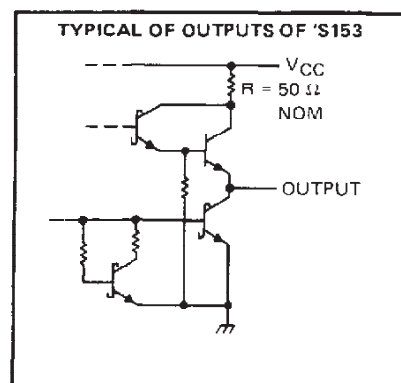 TYPICAL OF OUTPUTS OF 'S153
VCC
R = 50 Ω
NOM
OUTPUT